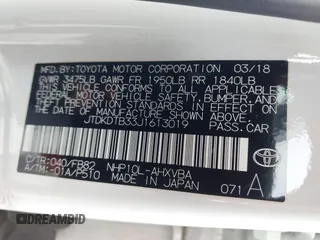 MFD.BY:TOYOTA MOTOR CORPORATION 03/18
GVWR 3475LB GAWR FR 1950LB RR 1840LB
THIS VEHICLE CONFORMS TO ALL APPLICABLE
FEDERAL MOTOR VEHICLE SAFETY, BUMPER, AND
THEFT PREVENTION STANDARDS IN EFFECT ON THE
DATE OF MANUFACTURE SHOWN ABOVE.
JTDKDTB33J1613019
PASS.CAR
C/TR:040/FB82 NHP10L-AHXVBA
A/TM:-01A/P510 MADE IN JAPAN 071 A
TOYOTA
AUTOBIDMASTER